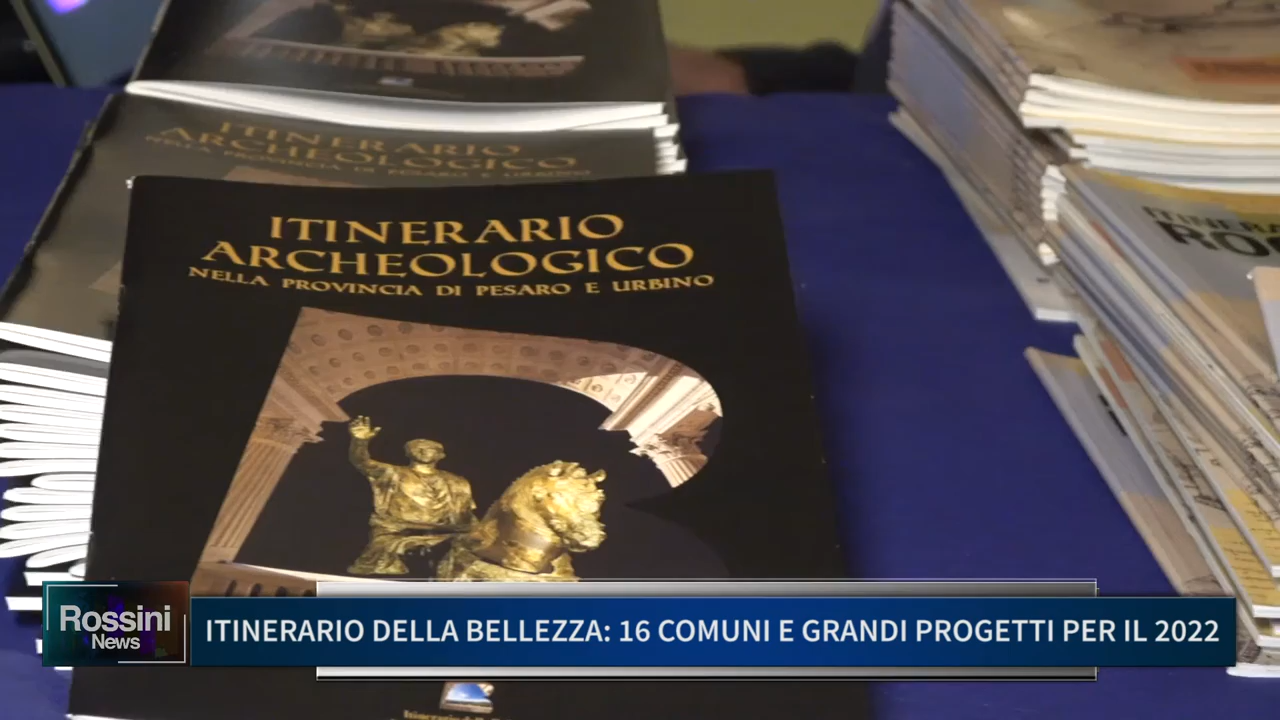 ITINERARIO
ARCHEOLOGICO
NELLA PROVINCIA DI PESARO E URBINO
ITINERARIO
ARCHEOLOGICO
NELLA PROVINCIA DI PESARO E URBINO
Rossini
News
ITINERARIO DELLA BELLEZZA: 16 COMUNI E GRANDI PROGETTI PER IL 2022